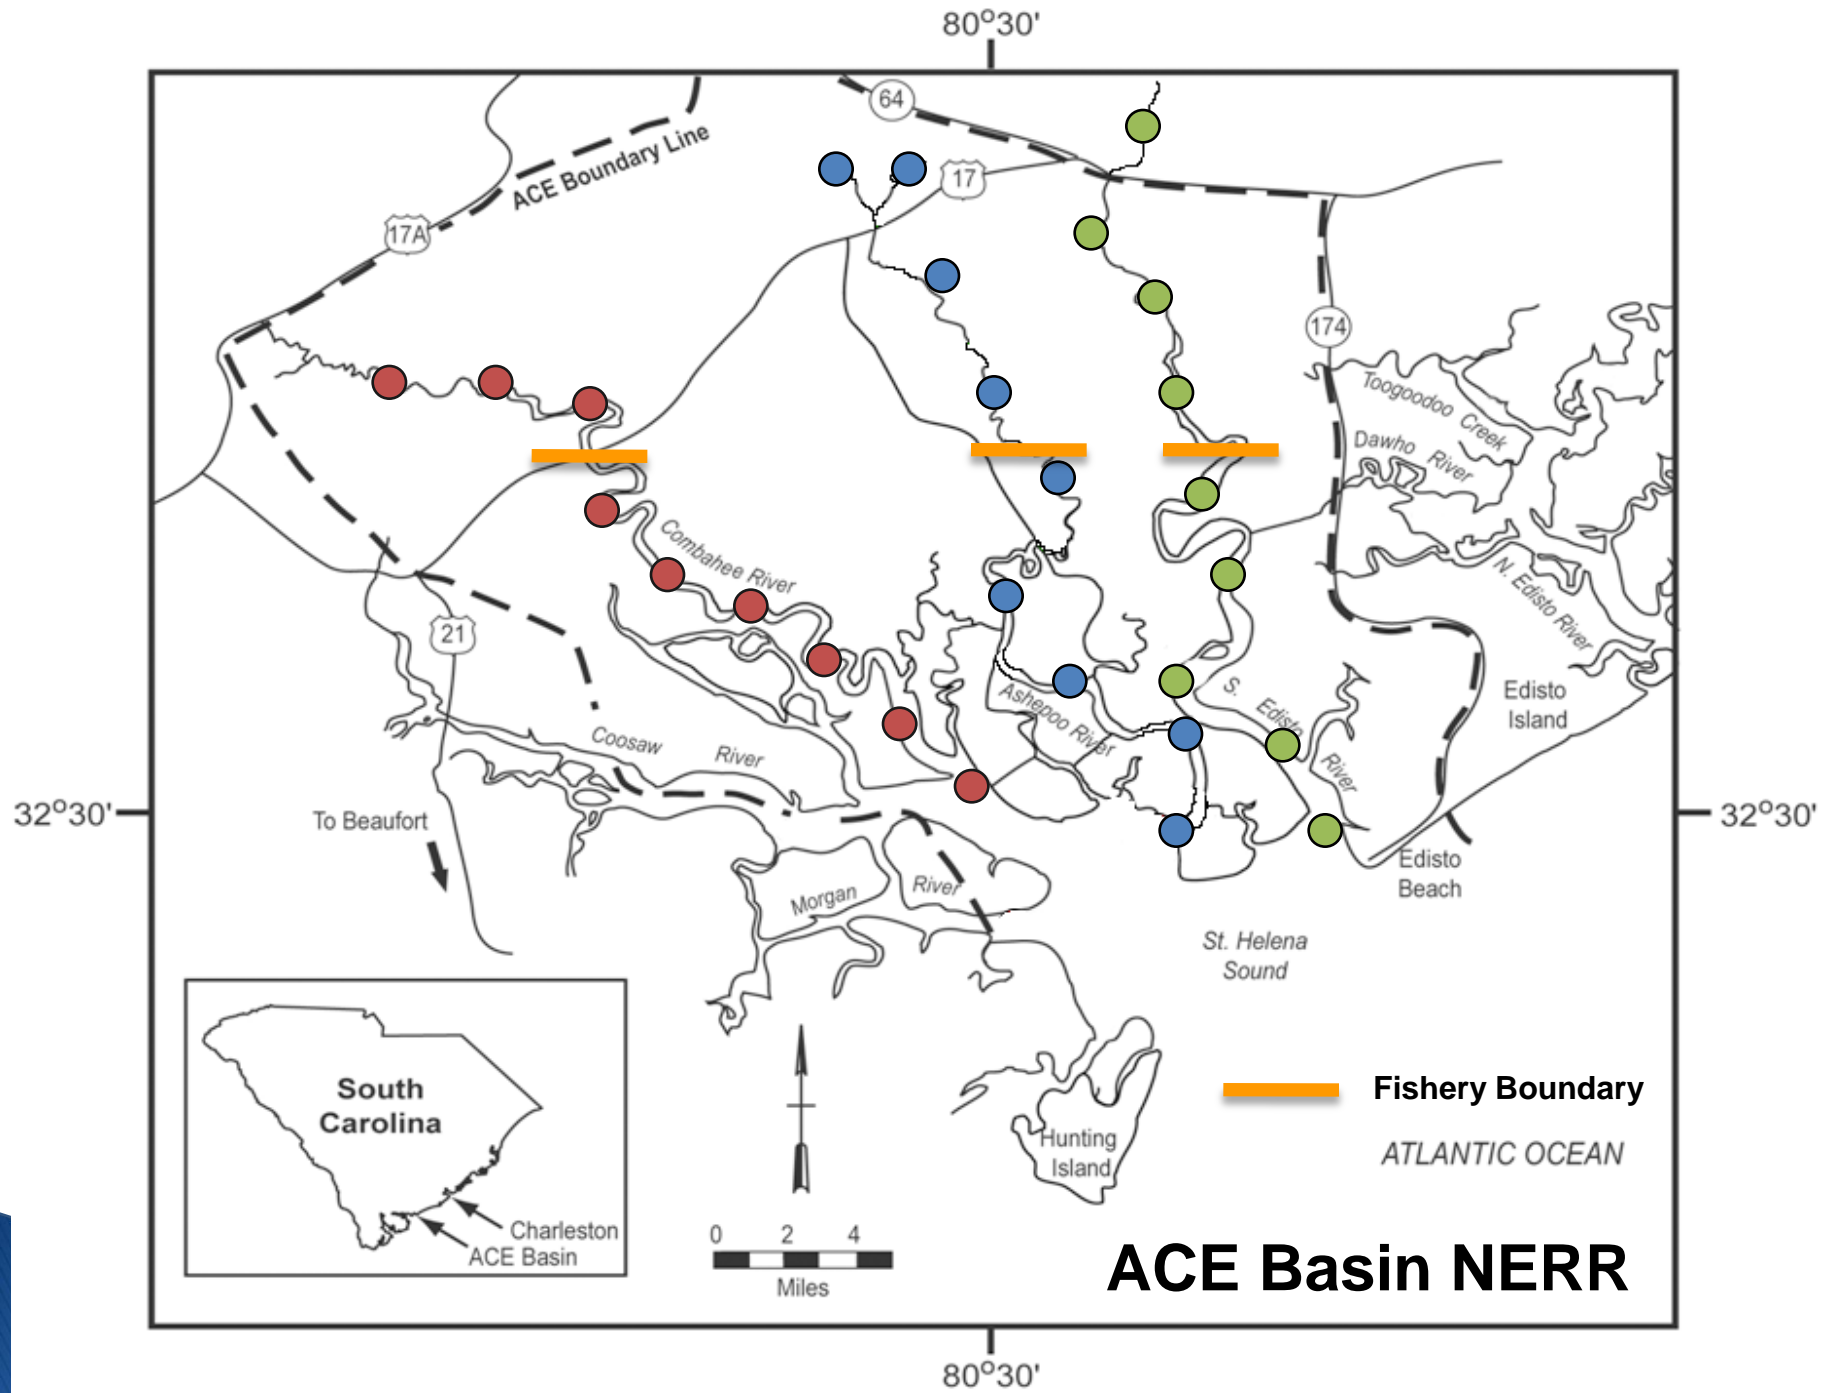 80°30'
64
ACE Boundary Line
17
17A
174
Toogoodoo
Creek
Dawho
River
Combahee River
N. Edisto River
21
S.
Edisto
River
Edisto
Island
Ashepoo River
Coosaw
River
32°30'
32°30'
To Beaufort
Edisto
Beach
Morgan
River
St. Helena
Sound
South
Carolina
Charleston
ACE Basin
Fishery Boundary
Hunting
Island
ATLANTIC OCEAN
0 2 4
Miles
ACE Basin NERR
80°30'